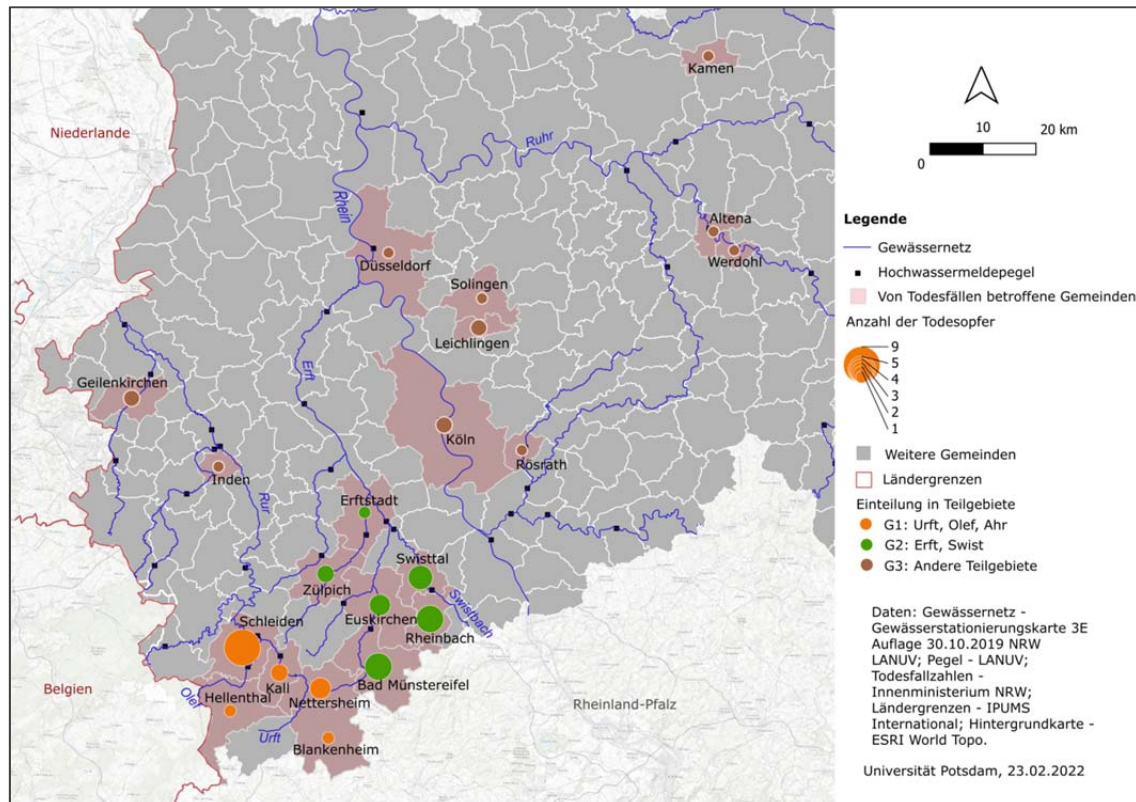 Kamen
Niederlande
Ruhr
Rhein
Altena
Werdohl
Düsseldorf
Solingen
Leichlingen
Erft
Geilenkirchen
Köln
Rösrath
Inden
Rur
Erftstadt
Swisttal
Zülpich
Swistbach
Euskirchen
Rheinbach
Schleiden
Kall
Bad Münstereifel
Belgien
Olef
Hellenthal
Nettersheim
Rheinland-Pfalz
Urft
Blankenheim
10
20 km
0
Legende
Gewässernetz
Hochwassermeldepegel
Von Todesfällen betroffene Gemeinden
Anzahl der Todesopfer
9
5
4
3
2
1
Weitere Gemeinden
Ländergrenzen
Einteilung in Teilgebiete
G1: Urft, Olef, Ahr
G2: Erft, Swist
G3: Andere Teilgebiete
Daten: Gewässernetz -
Gewässerstationierungskarte 3E
Auflage 30.10.2019 NRW
LANUV; Pegel - LANUV;
Todesfallzahlen -
Innenministerium NRW;
Ländergrenzen - IPUMS
International; Hintergrundkarte -
ESRI World Topo.
Universität Potsdam, 23.02.2022